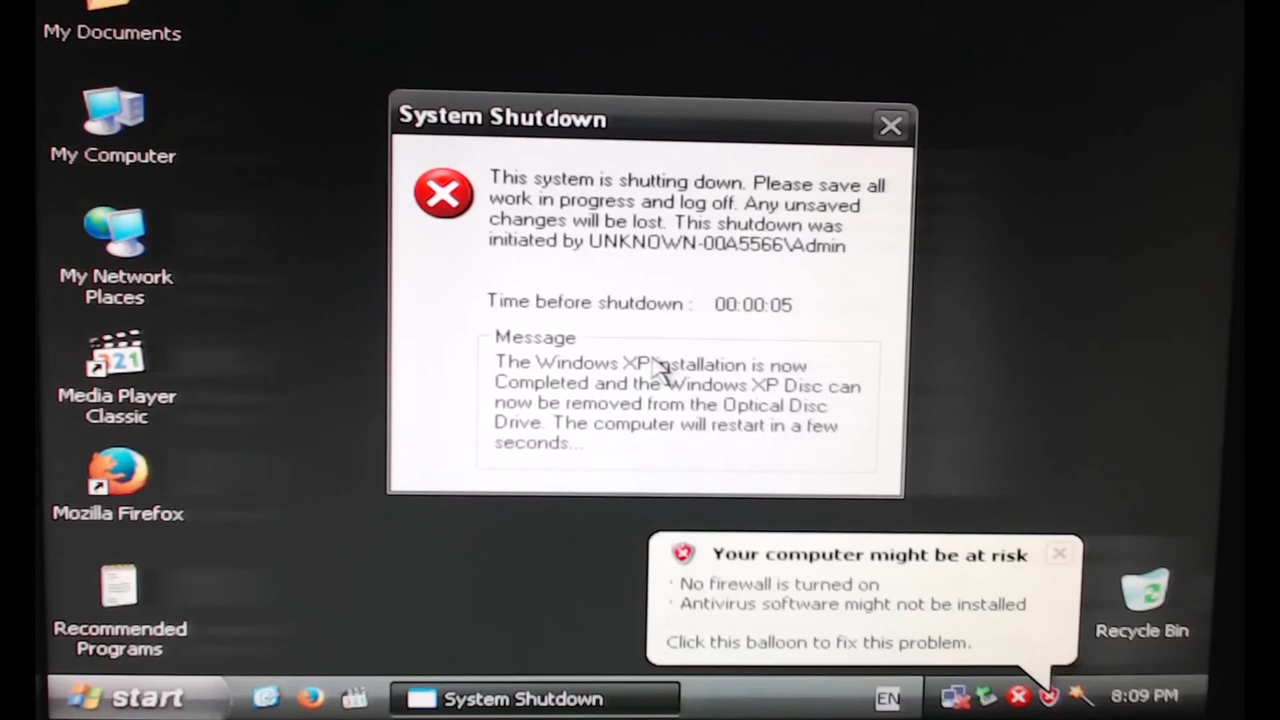 My Documents
My Computer
My Network
Places
Media Player
Classic
Mozilla Firefox
Recommended
Programs
System Shutdown
This system is shutting down. Please save all
work in progress and log off. Any unsaved
changes will be lost. This shutdown was
initiated by UNKNOWN-00A5566\Admin
Time before shutdown : 00:00:05
Message
The Windows XP installation is now
Completed and the Windows XP Disc can
now be removed from the Optical Disc
Drive. The computer will restart in a few
seconds...
Your computer might be at risk
· No firewall is turned on
· Antivirus software might not be installed
Click this balloon to fix this problem.
Recycle Bin
start
System Shutdown
EN
8:09 PM